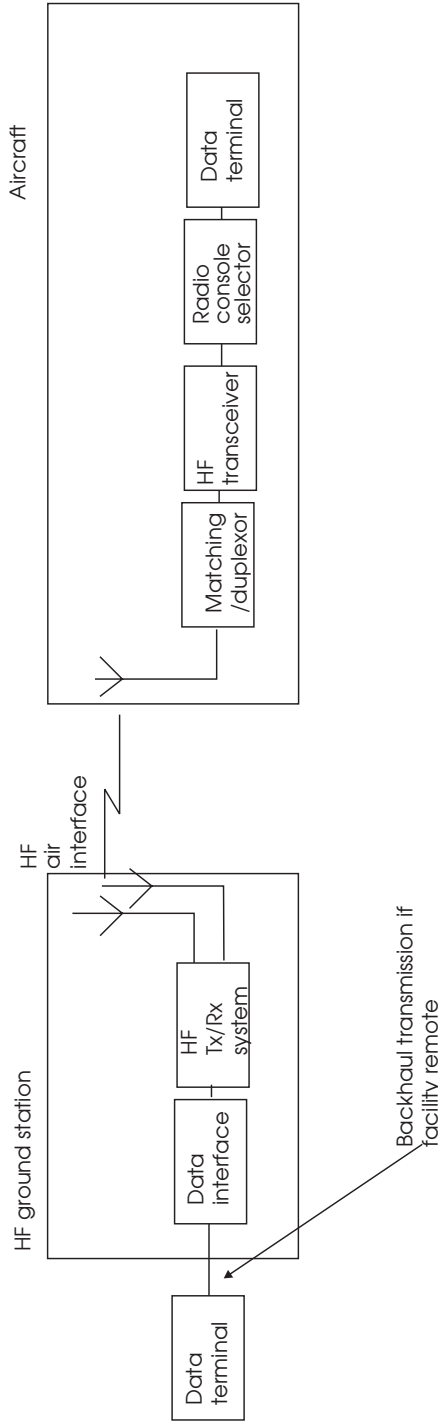 HF ground station
HF
air
interface
Aircraft
Data
terminal
Data
interface
HF
Tx/Rx
system
Matching
/duplexor
HF
transceiver
Radio
console
selector
Data
terminal
Backhaul transmission if
facility remote